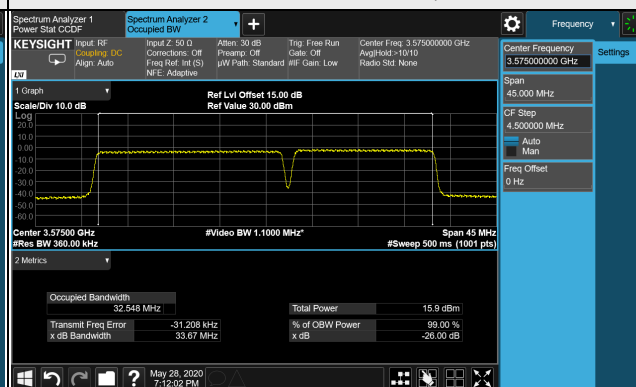 Spectrum Analyzer 1
Power Stat CCDF
Spectrum Analyzer 2
Occupied BW
Frequency
KEYSIGHT
Input: RF
Coupling: DC
Align: Auto
Input Z: 50 Ω
Corrections: Off
Freq Ref: Int (S)
NFE: Adaptive
Atten: 30 dB
Preamp: Off
µW Path: Standard
Trig: Free Run
Gate: Off
#IF Gain: Low
Center Freq: 3.575000000 GHz
Avg|Hold:>10/10
Radio Std: None
LXI
Center Frequency
3.575000000 GHz
Settings
Span
45.000 MHz
CF Step
4.500000 MHz
Auto
Man
Freq Offset
0 Hz
1 Graph
Scale/Div 10.0 dB
Ref Lvl Offset 15.00 dB
Ref Value 30.00 dBm
Log
20.0
10.0
0.00
-10.0
-20.0
-30.0
-40.0
-50.0
-60.0
Center 3.57500 GHz
#Video BW 1.1000 MHz*
Span 45 MHz
#Res BW 360.00 kHz
#Sweep 500 ms (1001 pts)
2 Metrics
Occupied Bandwidth
32.548 MHz
Total Power 15.9 dBm
Transmit Freq Error -31.208 kHz
% of OBW Power 99.00 %
x dB Bandwidth 33.67 MHz
x dB -26.00 dB
?
May 28, 2020
7:12:02 PM